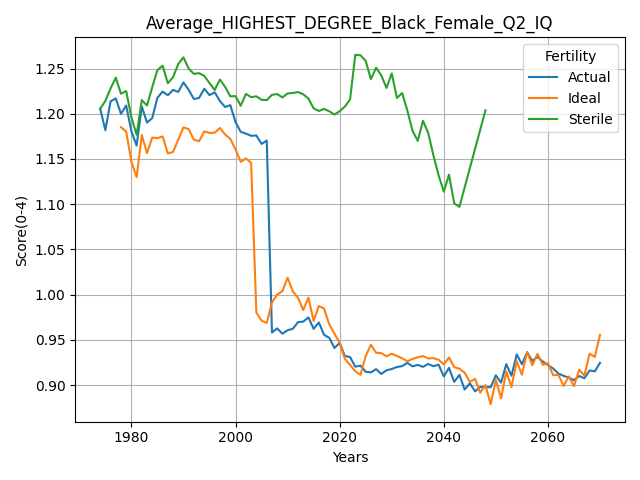 Average_HIGHEST_DEGREE_Black_Female_Q2_IQ
Fertility
Actual
Ideal
Sterile
Score(0-4)
1.25
1.20
1.15
1.10
1.05
1.00
0.95
0.90
1980
2000
2020
2040
2060
Years